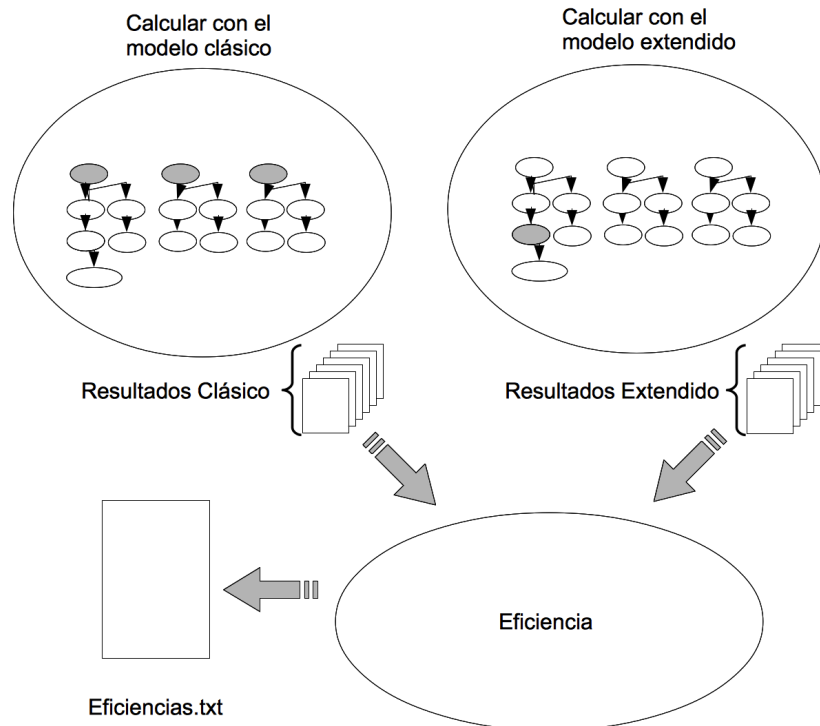 Calcular con el
modelo clásico
Calcular con el
modelo extendido
Resultados Clásico
Resultados Extendido
Eficiencia
Eficiencias.txt